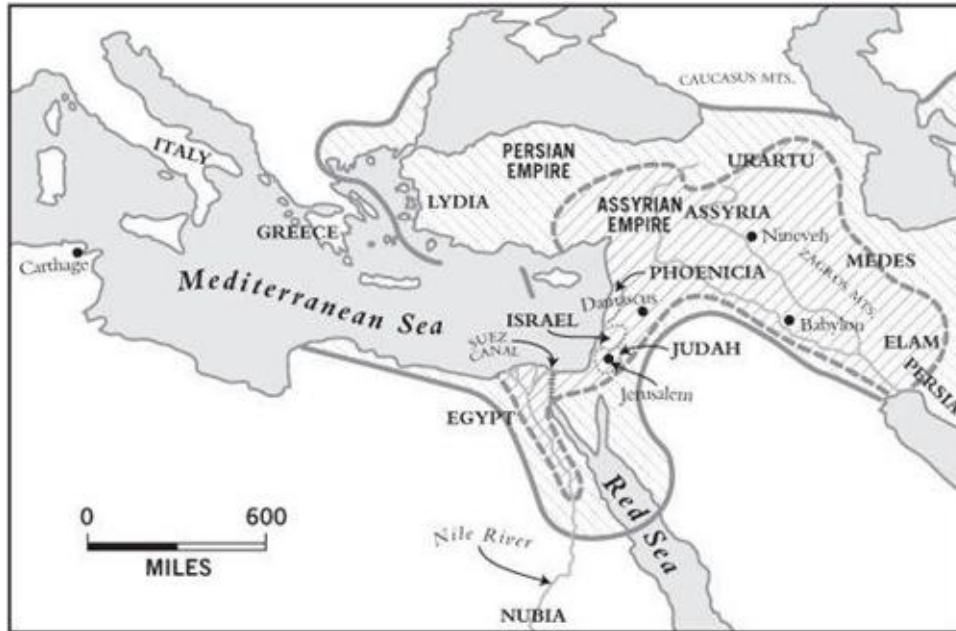 CAUCASUS MTS.
ITALY
PERSIAN
EMPIRE
URARTU
LYDIA
ASSYRIAN
EMPIRE
ASSYRIA
GREECE
Nineveh
Carthage
MEDES
PHOENICIA
ZAGROS MTS.
Mediterranean Sea
Damascus
ISRAEL
Babylon
SUEZ
CANAL
JUDAH
ELAM
Jerusalem
PERSIA
EGYPT
Red Sea
0 600
MILES
Nile River
NUBIA